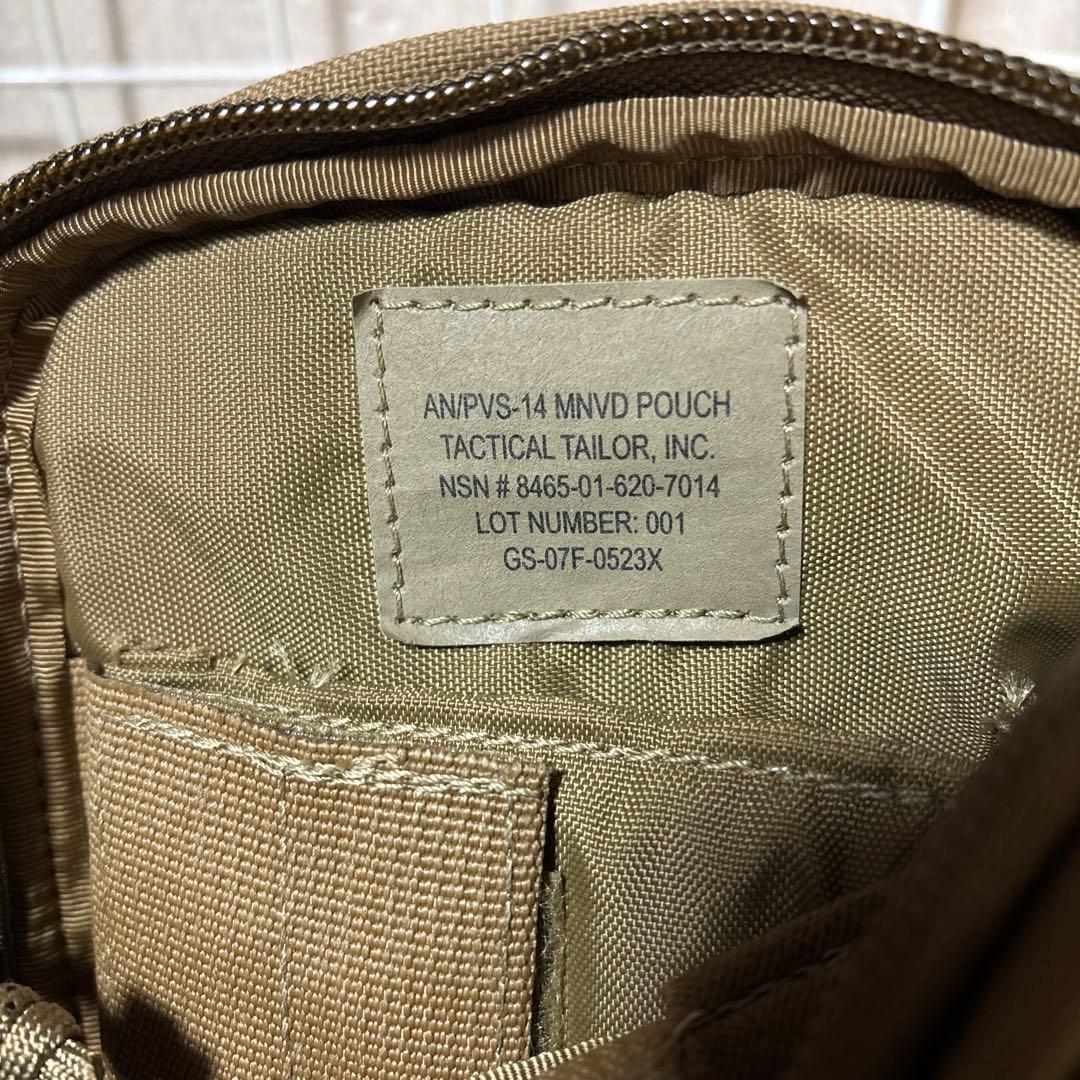 AN/PVS-14 MNVD POUCH
TACTICAL TAILOR, INC.
NSN # 8465-01-620-7014
LOT NUMBER: 001
GS-07F-0523X